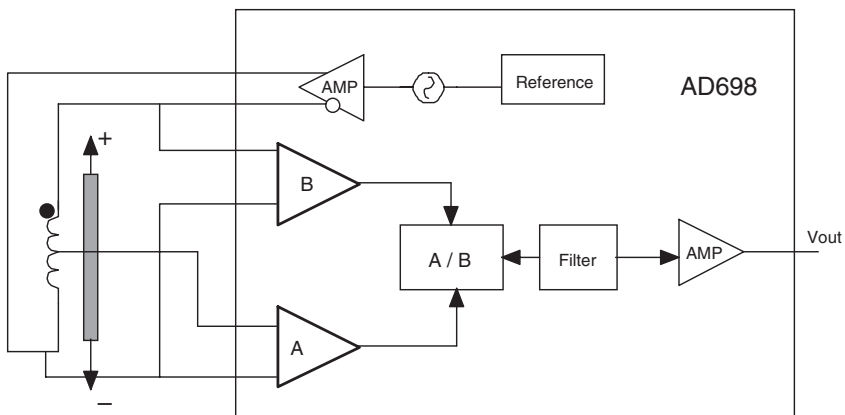 AMP
Reference
AD698
+
B
A / B
Filter
AMP
Vout
A
–